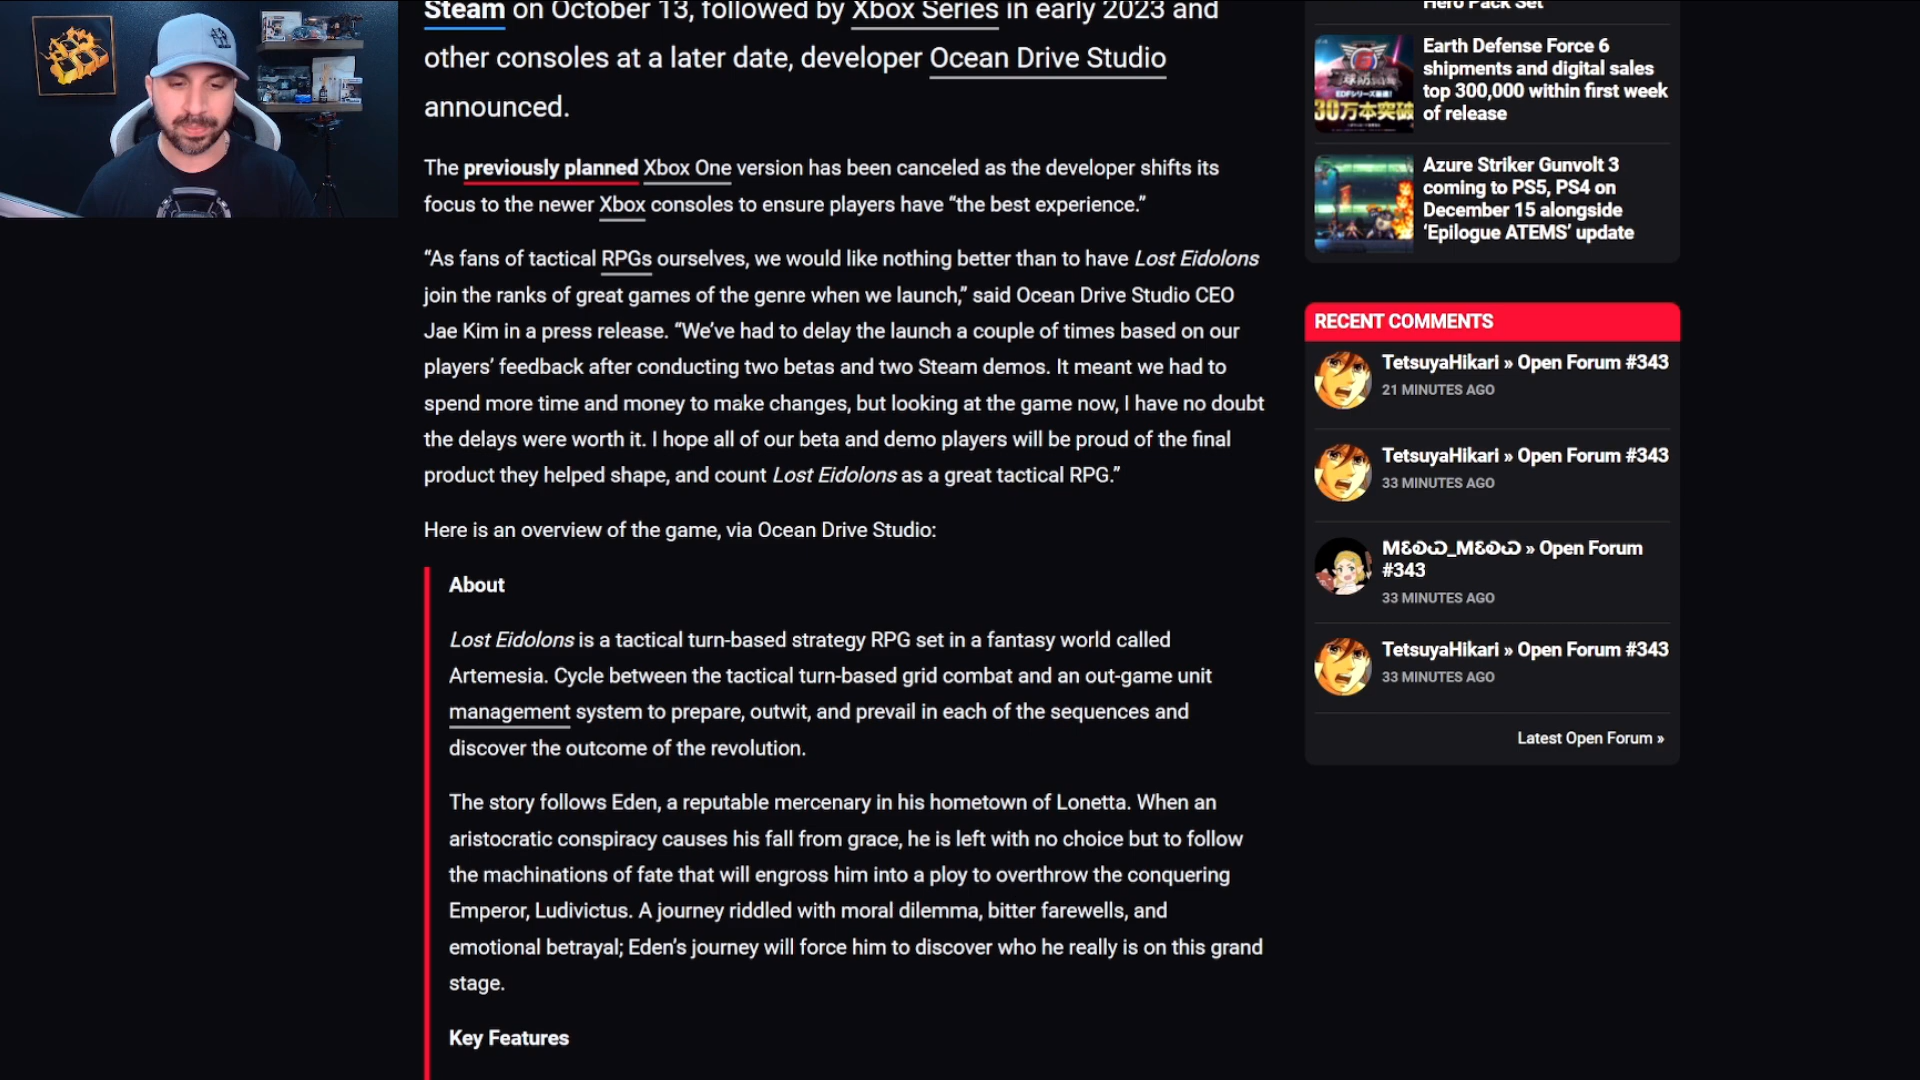 Steam on October 13, followed by Xbox Series in early 2023 and
other consoles at a later date, developer Ocean Drive Studio
announced.
The previously planned Xbox One version has been canceled as the developer shifts its
focus to the newer Xbox consoles to ensure players have “the best experience.”
“As fans of tactical RPGs ourselves, we would like nothing better than to have Lost Eidolons
join the ranks of great games of the genre when we launch,” said Ocean Drive Studio CEO
Jae Kim in a press release. “We’ve had to delay the launch a couple of times based on our
players’ feedback after conducting two betas and two Steam demos. It meant we had to
spend more time and money to make changes, but looking at the game now, I have no doubt
the delays were worth it. I hope all of our beta and demo players will be proud of the final
product they helped shape, and count Lost Eidolons as a great tactical RPG.”
Here is an overview of the game, via Ocean Drive Studio:
About
Lost Eidolons is a tactical turn-based strategy RPG set in a fantasy world called
Artemesia. Cycle between the tactical turn-based grid combat and an out-game unit
management system to prepare, outwit, and prevail in each of the sequences and
discover the outcome of the revolution.
The story follows Eden, a reputable mercenary in his hometown of Lonetta. When an
aristocratic conspiracy causes his fall from grace, he is left with no choice but to follow
the machinations of fate that will engross him into a ploy to overthrow the conquering
Emperor, Ludivictus. A journey riddled with moral dilemma, bitter farewells, and
emotional betrayal; Eden’s journey will force him to discover who he really is on this grand
stage.
Key Features
Hero Pack Set
30万本突破
Earth Defense Force 6
shipments and digital sales
top 300,000 within first week
of release
Azure Striker Gunvolt 3
coming to PS5, PS4 on
December 15 alongside
‘Epilogue ATEMS’ update
RECENT COMMENTS
TetsuyaHikari » Open Forum #343
21 MINUTES AGO
TetsuyaHikari » Open Forum #343
33 MINUTES AGO
» Open Forum
#343
33 MINUTES AGO
TetsuyaHikari » Open Forum #343
33 MINUTES AGO
Latest Open Forum »